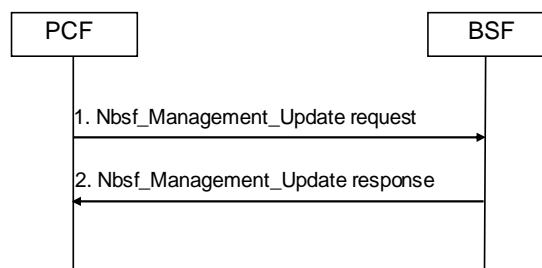 PCF
BSF
1. Nbsf_Management_Update request
2. Nbsf_Management_Update response